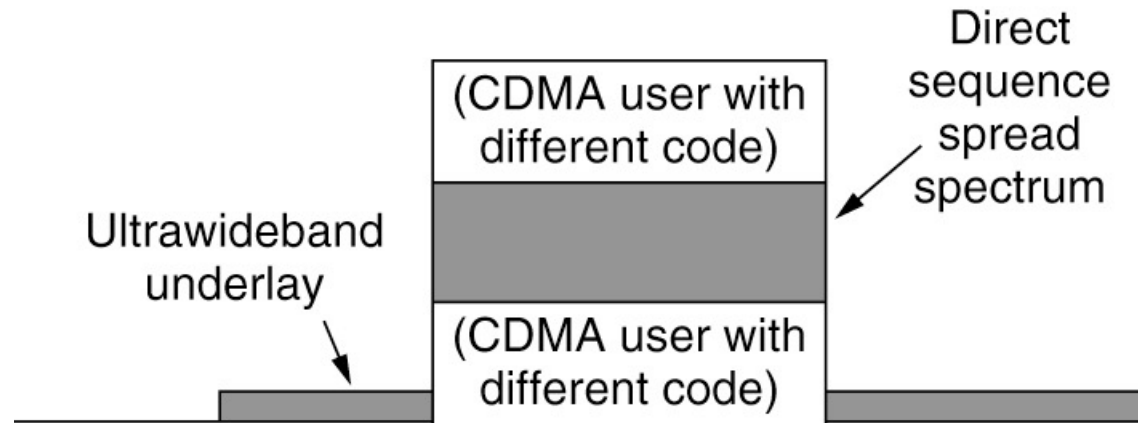 Direct
sequence
spread
spectrum
(CDMA user with
different code)
Ultrawideband
underlay
(CDMA user with
different code)